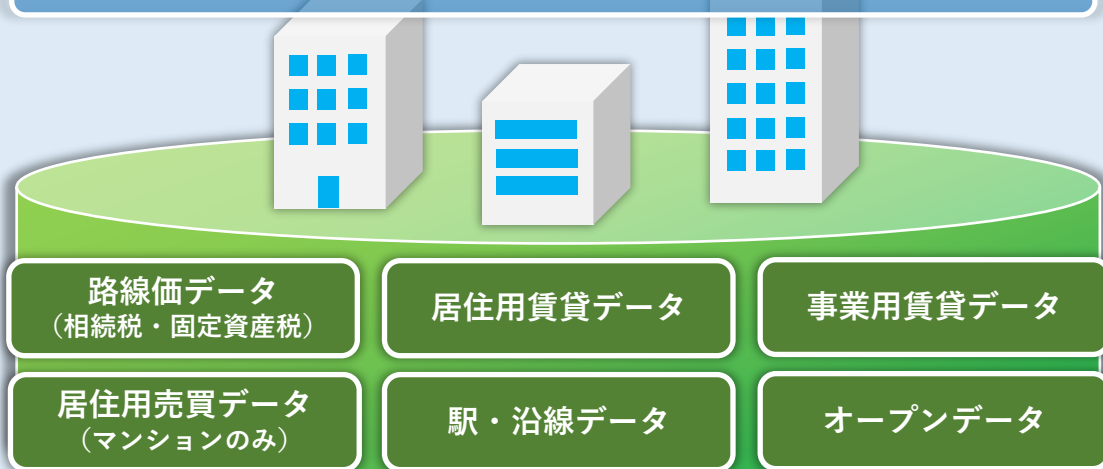 路線価データ
（相続税・固定資産税）
居住用賃貸データ
事業用賃貸データ
居住用売買データ
（マンションのみ）
駅・沿線データ
オープンデータ